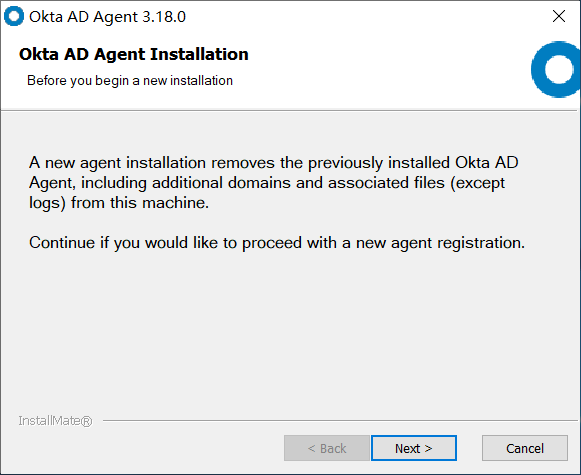 Okta AD Agent 3.18.0
Okta AD Agent Installation
Before you begin a new installation
A new agent installation removes the previously installed Okta AD
Agent, including additional domains and associated files (except
logs) from this machine.
Continue if you would like to proceed with a new agent registration.
InstallMate®
< Back
Next >
Cancel